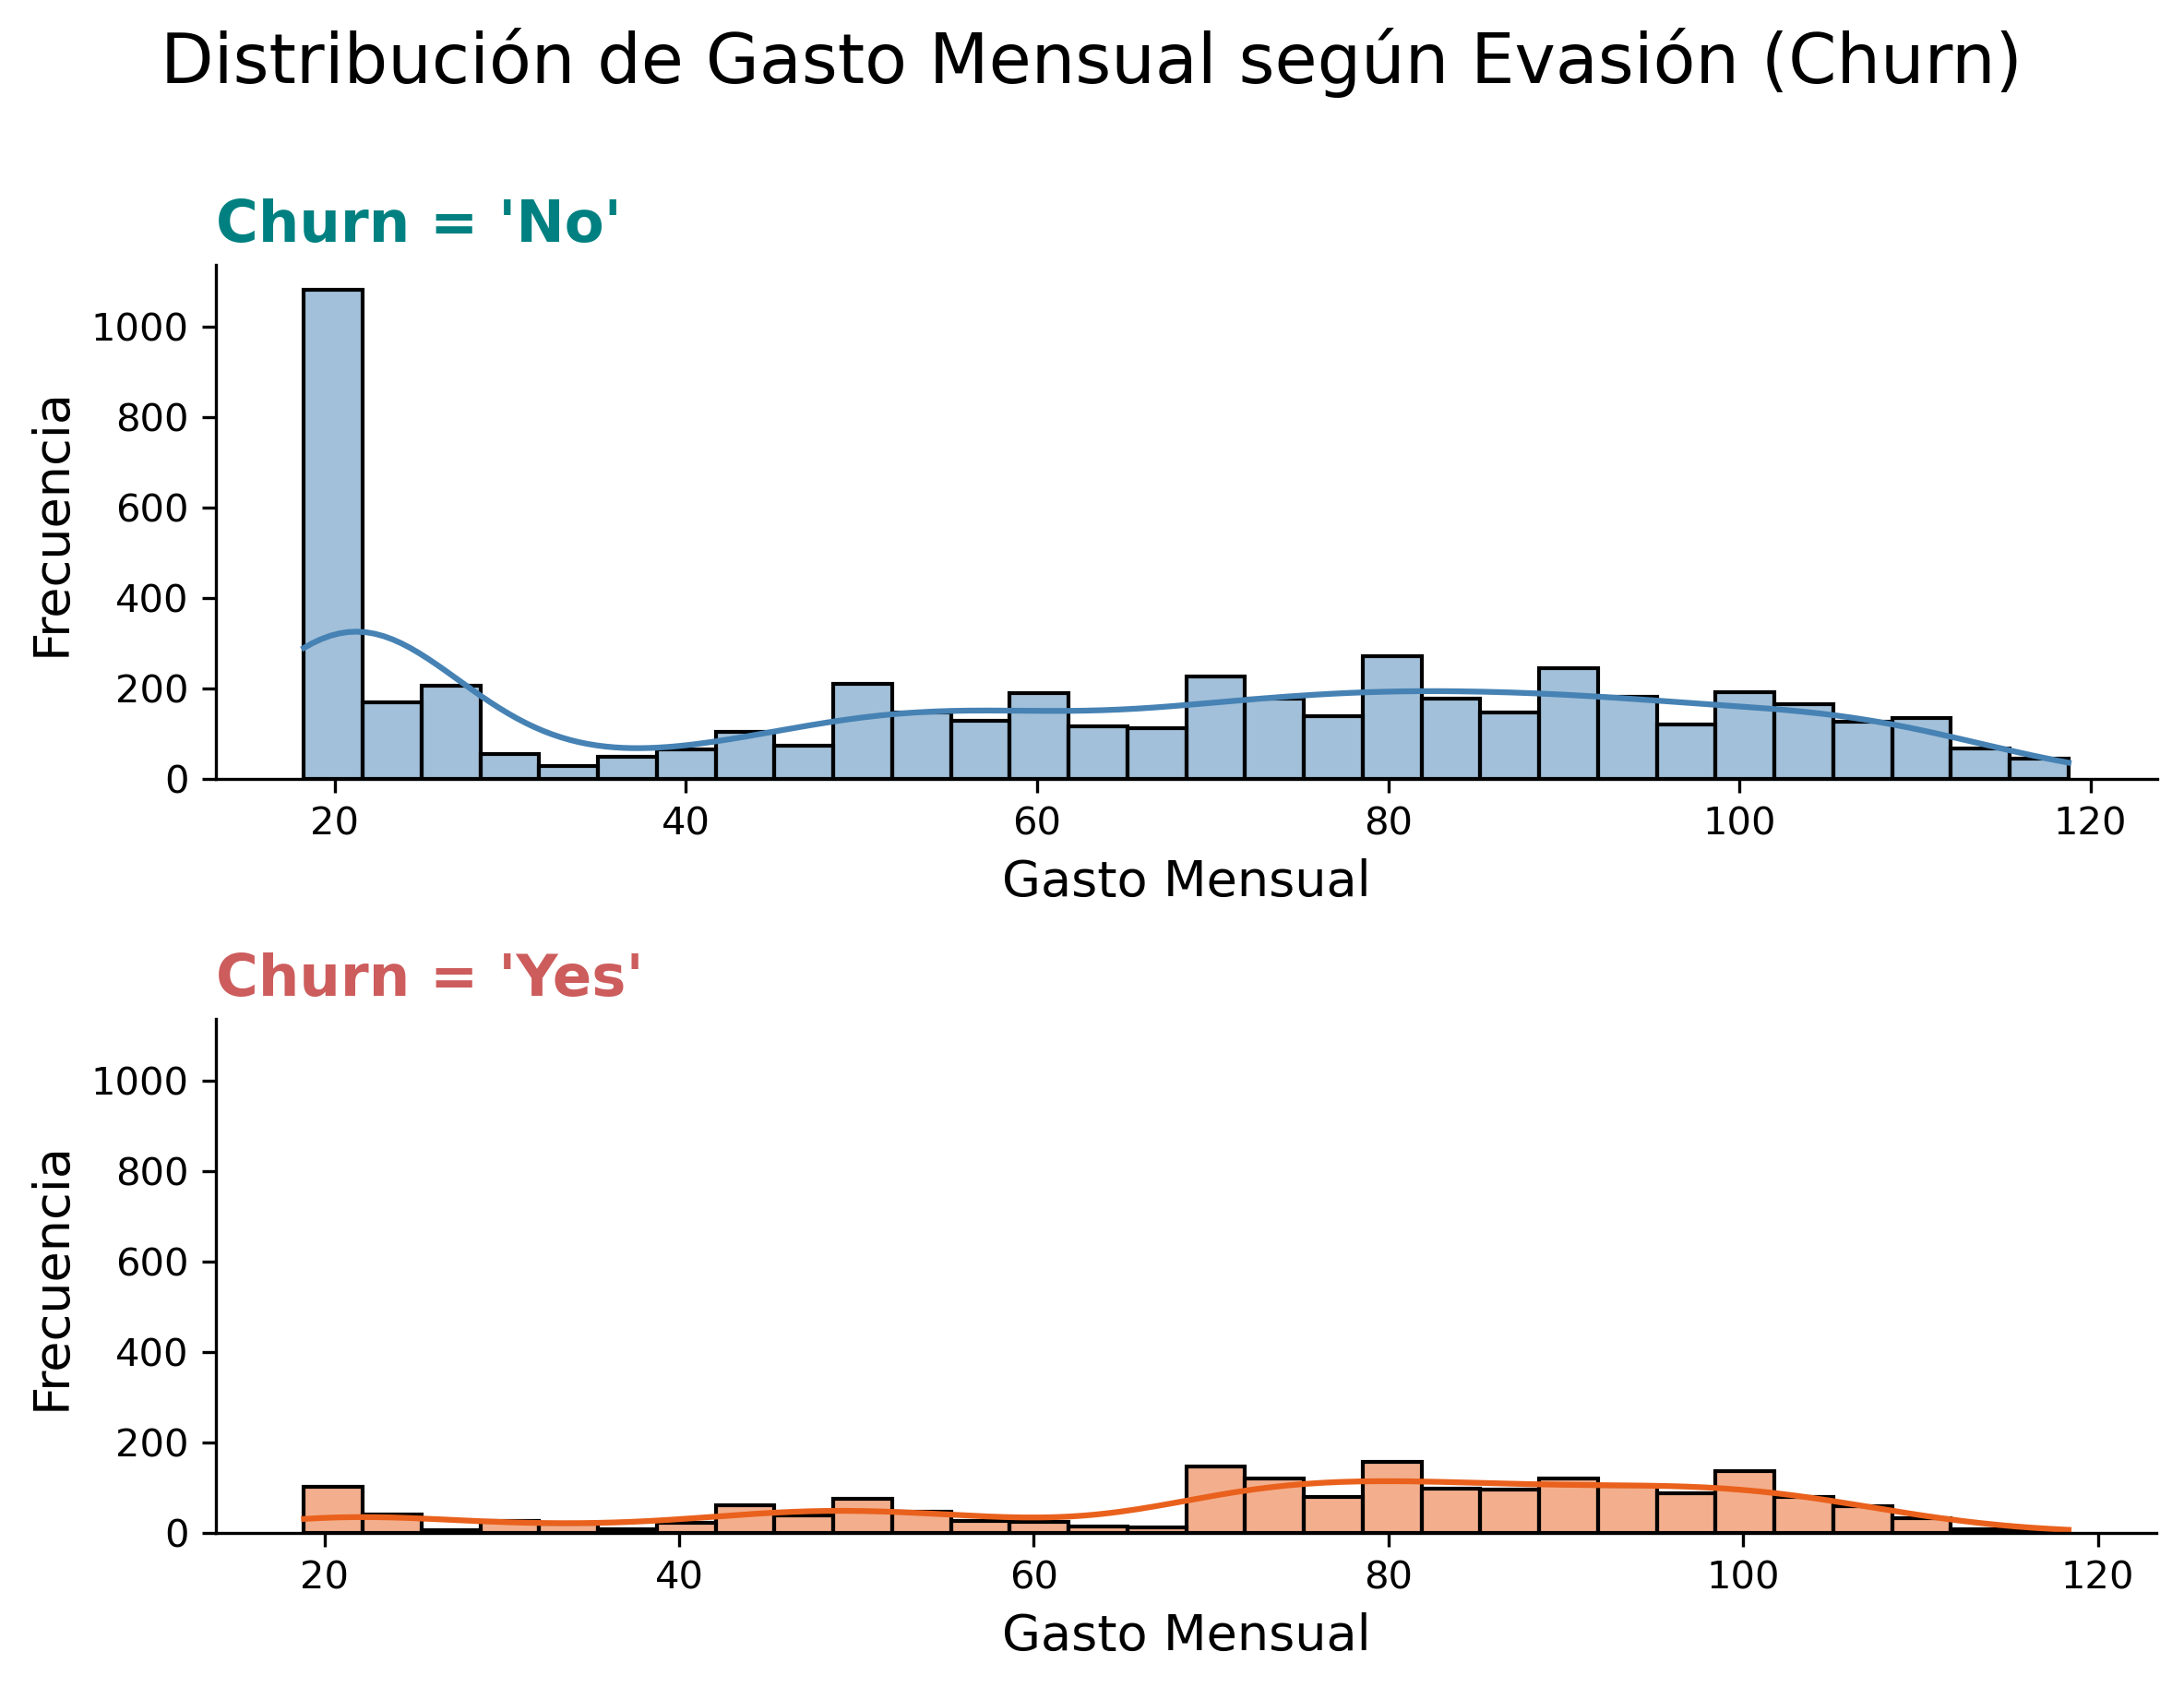 Distribución de Gasto Mensual según Evasión (Churn)
Churn = 'No'
Frecuencia
1000
800
600
400
200
0
20 40 60 80 100 120
Gasto Mensual
Churn = 'Yes'
Frecuencia
1000
800
600
400
200
0
20 40 60 80 100 120
Gasto Mensual